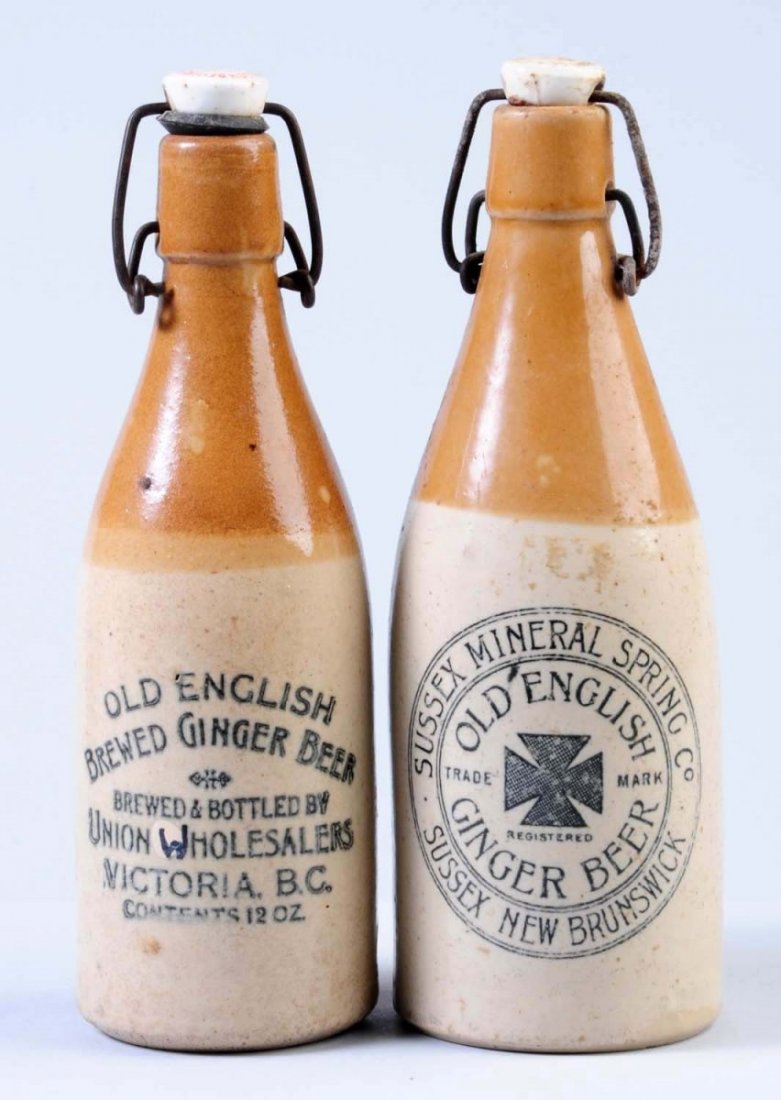 OLD ENGLISH
BREWED GINGER BEER
BREWED & BOTTLED BY
UNION WHOLESALERS
VICTORIA. B.C.
CONTENTS 12 OZ.
SUSSEX MINERAL SPRING Co
OLD ENGLISH
TRADE MARK
REGISTERED
GINGER BEER
SUSSEX NEW BRUNSWICK